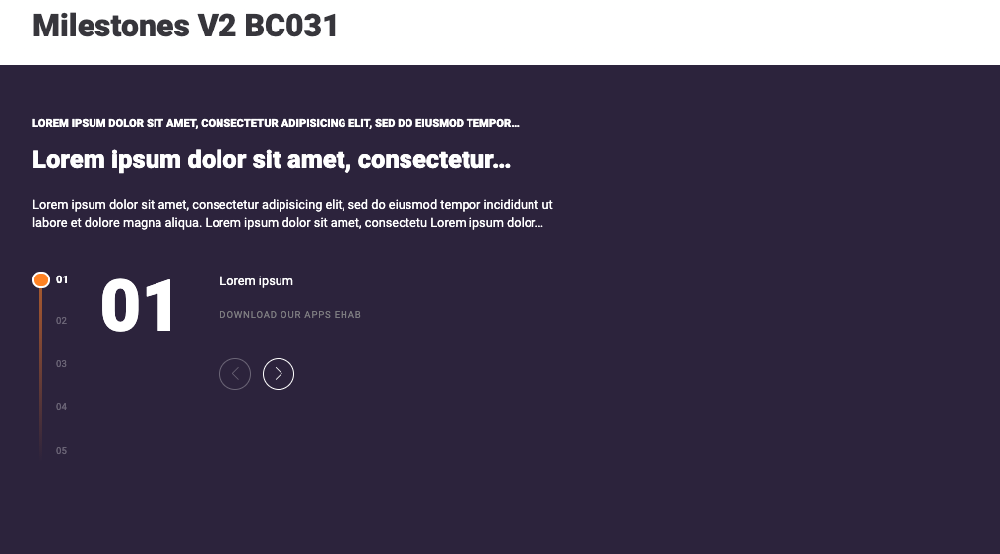 Milestones V2 BC031
LOREM IPSUM DOLOR SIT AMET, CONSECTETUR ADIPISICING ELIT, SED DO EIUSMOD TEMPOR...
Lorem ipsum dolor sit amet, consectetur...
Lorem ipsum dolor sit amet, consectetur adipisicing elit, sed do eiusmod tempor incididunt ut
labore et dolore magna aliqua. Lorem ipsum dolor sit amet, consectetu Lorem ipsum dolor...
01
02
03
04
05
01
Lorem ipsum
DOWNLOAD OUR APPS EHAB